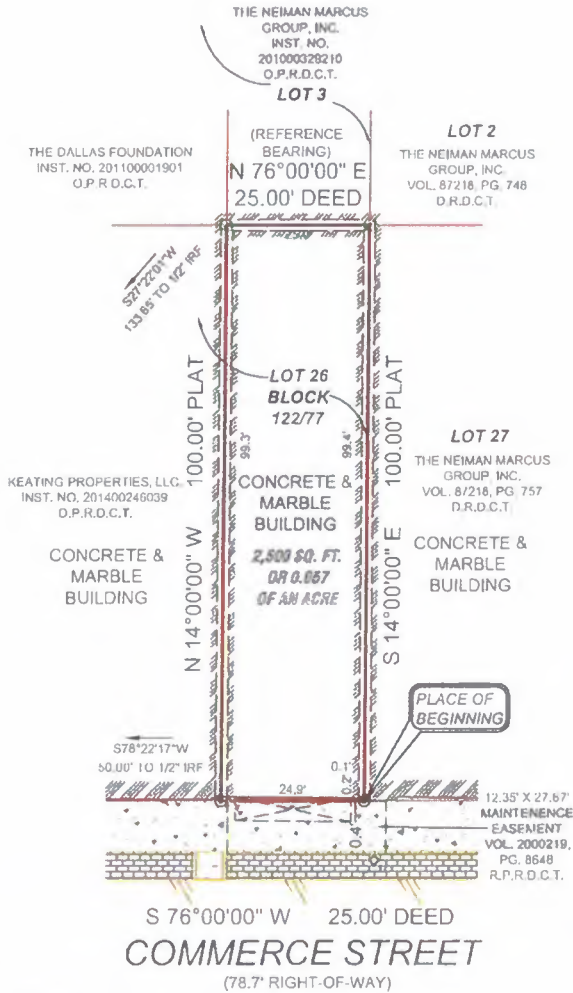 THE NEIMAN MARCUS
GROUP, INC.
INST. NO.
201000328210
O.P.R.D.C.T.
LOT 3
(REFERENCE
BEARING)
N 76°00'00" E
25.00' DEED
LOT 2
THE NEIMAN MARCUS
GROUP, INC.
VOL. 87218, PG. 748
D.R.D.C.T.
THE DALLAS FOUNDATION
INST. NO. 201100001901
O.P.R.D.C.T.
S27°22'01"W
133.85' TO 1/2" IRF
LOT 26
BLOCK
122/77
99.3'
99.4'
N 14°00'00" W 100.00' PLAT
S 14°00'00" E 100.00' PLAT
LOT 27
THE NEIMAN MARCUS
GROUP, INC.
VOL. 87218, PG. 757
D.R.D.C.T.
KEATING PROPERTIES, LLC
INST. NO. 201400246039
O.P.R.D.C.T.
CONCRETE &
MARBLE
BUILDING
CONCRETE &
MARBLE
BUILDING
2,500 SQ. FT.
OR 0.057
OF AN ACRE
CONCRETE &
MARBLE
BUILDING
PLACE OF
BEGINNING
S78°22'17"W
50.00' TO 1/2" IRF
24.9'
0.1'
0.2'
0.4'
12.35' X 27.67'
MAINTENENCE
EASEMENT
VOL. 2000219,
PG. 8648
R.P.R.D.C.T.
S 76°00'00" W 25.00' DEED
COMMERCE STREET
(78.7' RIGHT-OF-WAY)